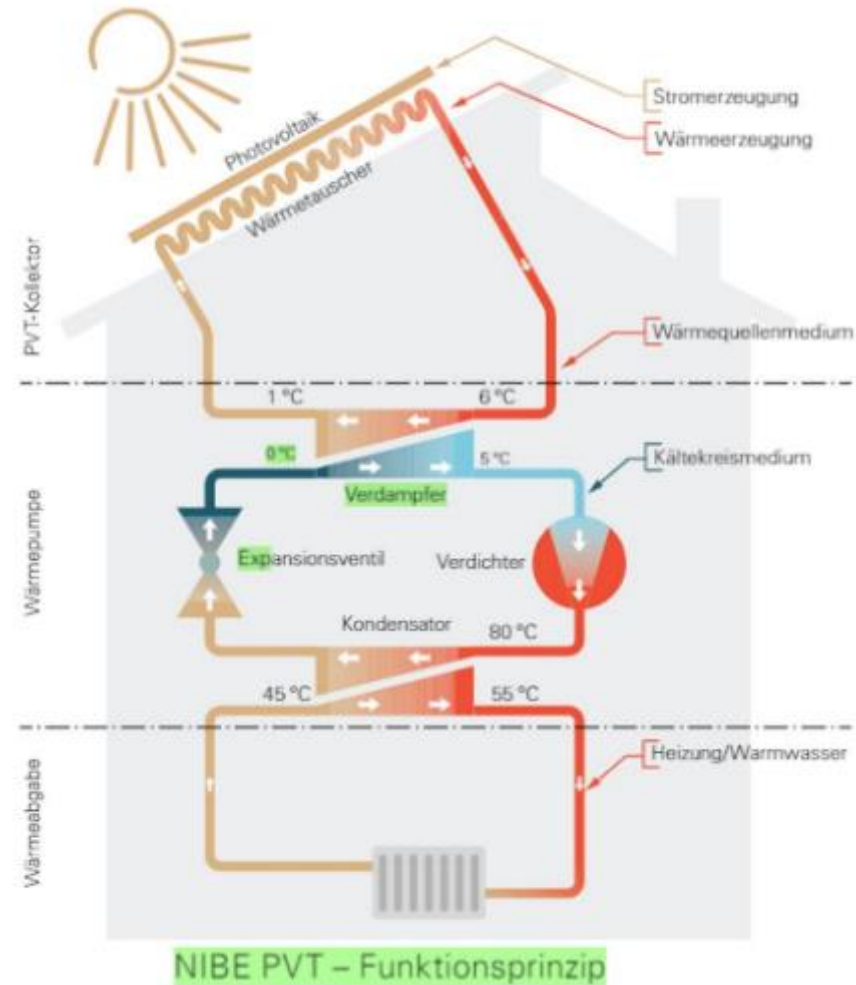 Stromerzeugung
Photovoltaik
Wärmeerzeugung
Wärmetauscher
PVT-Kollektor
Wärmequellenmedium
1 °C
6 °C
0 °C
5 °C
Kältekreismedium
Verdampfer
Wärmepumpe
Expansionsventil
Verdichter
Kondensator
80 °C
45 °C
55 °C
Heizung/Warmwasser
Wärmeabgabe
NIBE PVT – Funktionsprinzip